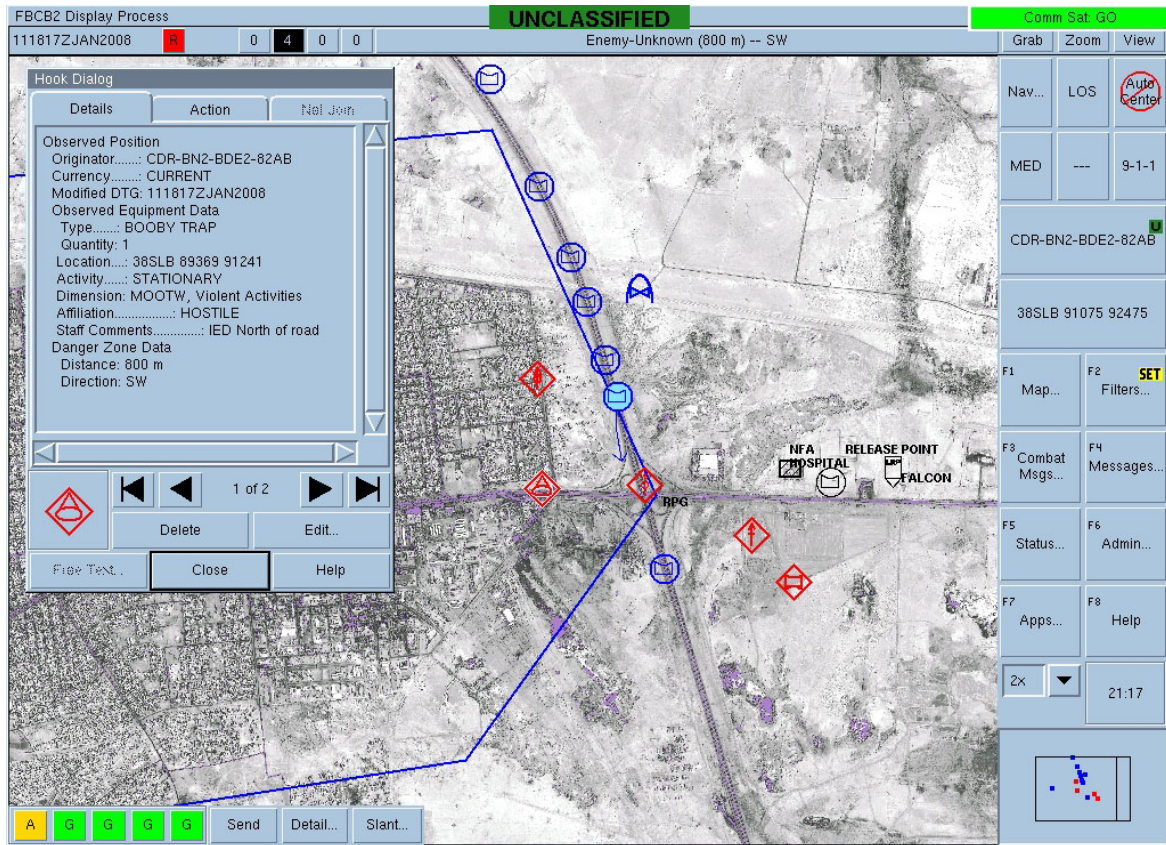 FBCB2 Display Process
UNCLASSIFIED
Comm Sat: GO
111817ZJAN2008
R
0
4
0
0
Enemy-Unknown (800 m) -- SW
Grab
Zoom
View
Hook Dialog
Details
Action
Net Join
Observed Position
Originator......: CDR-BN2-BDE2-82AB
Currency......: CURRENT
Modified DTG: 111817ZJAN2008
Observed Equipment Data
Type......: BOOBY TRAP
Quantity: 1
Location....: 38SLB 89369 91241
Activity.....: STATIONARY
Dimension: MOOTW, Violent Activities
Affiliation.................: HOSTILE
Staff Comments.............: IED North of road
Danger Zone Data
Distance: 800 m
Direction: SW
1 of 2
Delete
Edit...
Free Text...
Close
Help
NFA
HOSPITAL
RELEASE POINT
FALCON
RPG
Nav...
LOS
Auto
Center
MED
---
9-1-1
U
CDR-BN2-BDE2-82AB
38SLB 91075 92475
F1
Map...
F2
SET
Filters...
F3
Combat
Msgs...
F4
Messages...
F5
Status...
F6
Admin...
F7
Apps...
F8
Help
2x
21:17
A
G
G
G
G
Send
Detail...
Slant...